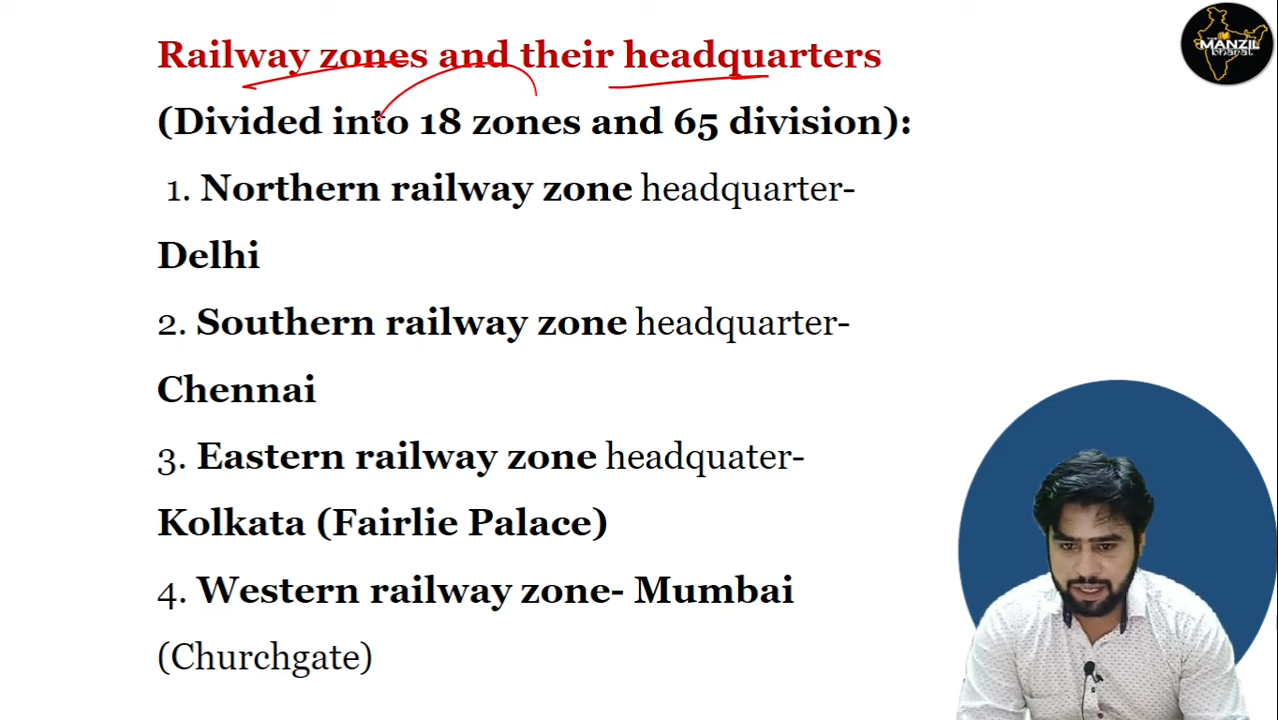 THE
MANZIL
bharat
Railway zones and their headquarters
(Divided into 18 zones and 65 division):
1. Northern railway zone headquarter-
Delhi
2. Southern railway zone headquarter-
Chennai
3. Eastern railway zone headquater-
Kolkata (Fairlie Palace)
4. Western railway zone- Mumbai
(Churchgate)